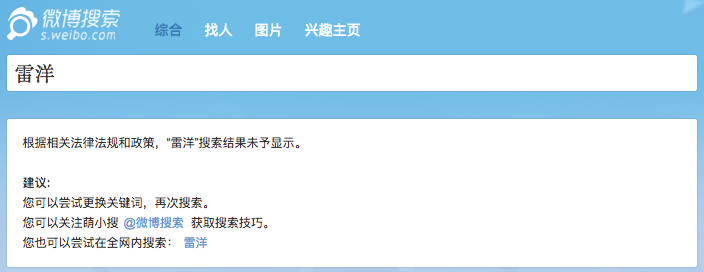 微博搜索
s.weibo.com
综合 找人 图片 兴趣主页
雷洋
根据相关法律法规和政策，“雷洋”搜索结果未予显示。
建议:
您可以尝试更换关键词，再次搜索。
您可以关注萌小搜 @微博搜索 获取搜索技巧。
您也可以尝试在全网内搜索： 雷洋